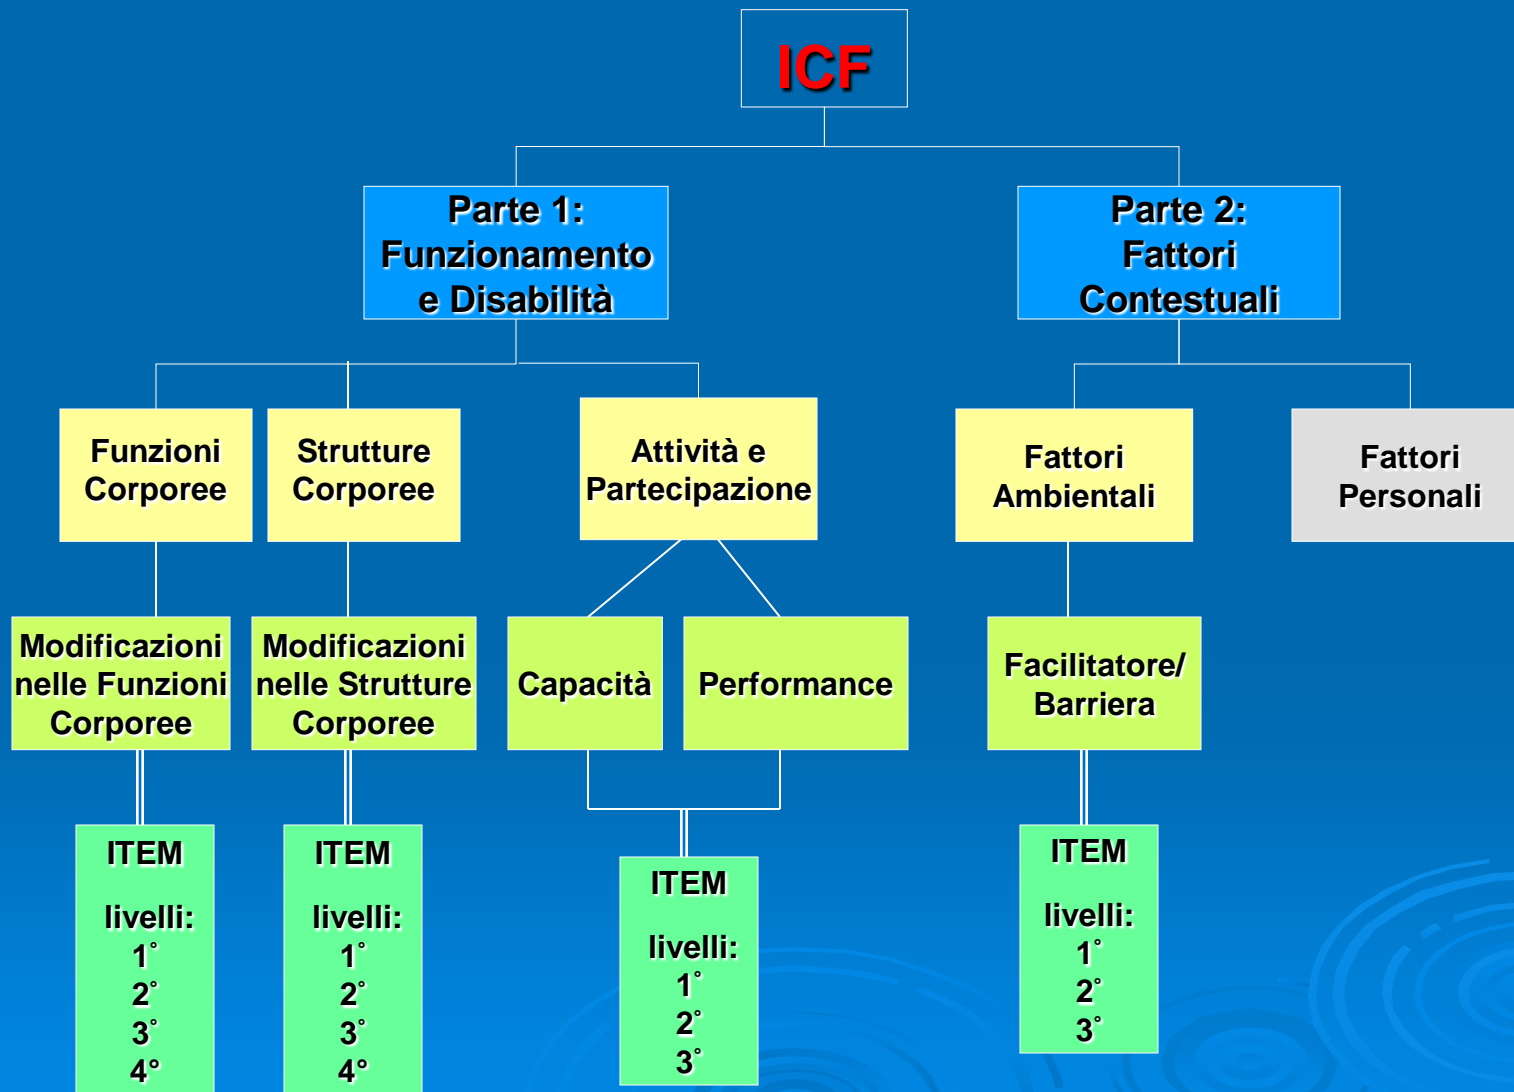 ICF
Parte 1:
Funzionamento
e Disabilità
Parte 2:
Fattori
Contestuali
Funzioni
Corporee
Strutture
Corporee
Attività e
Partecipazione
Fattori
Ambientali
Fattori
Personali
Modificazioni
nelle Funzioni
Corporee
Modificazioni
nelle Strutture
Corporee
Capacità
Performance
Facilitatore/
Barriera
ITEM
livelli:
1°
2°
3°
4°
ITEM
livelli:
1°
2°
3°
4°
ITEM
livelli:
1°
2°
3°
ITEM
livelli:
1°
2°
3°